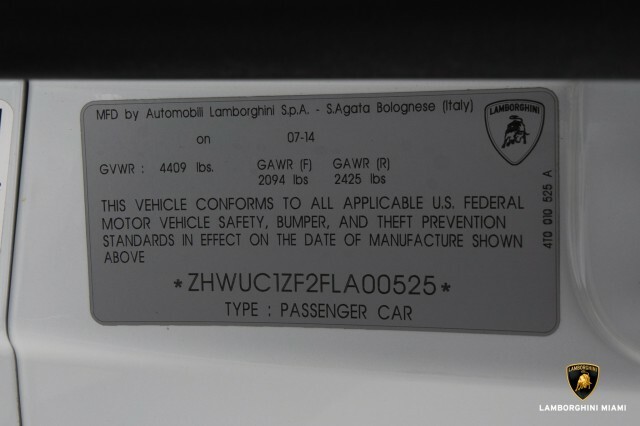 MFD by Automobili Lamborghini S.p.A. - S.Agata Bolognese (Italy)
on 07-14
LAMBORGHINI
GVWR : 4409 lbs. GAWR (F) GAWR (R)
2094 lbs 2425 lbs
THIS VEHICLE CONFORMS TO ALL APPLICABLE U.S. FEDERAL
MOTOR VEHICLE SAFETY, BUMPER, AND THEFT PREVENTION
STANDARDS IN EFFECT ON THE DATE OF MANUFACTURE SHOWN
ABOVE
*ZHWUC1ZF2FLA00525*
TYPE : PASSENGER CAR
4T0 010 525 A
LAMBORGHINI MIAMI